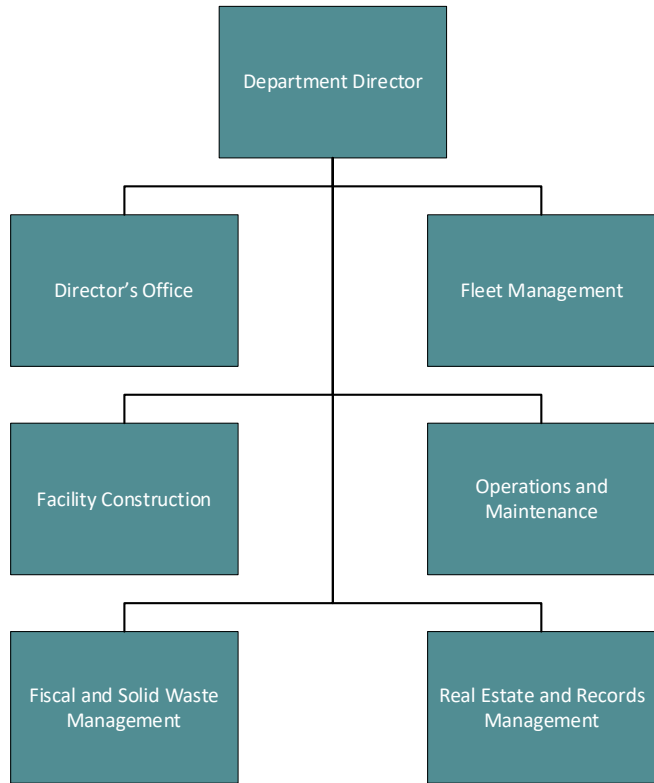 Department Director
Director’s Office
Fleet Management
Facility Construction
Operations and
Maintenance
Fiscal and Solid Waste
Management
Real Estate and Records
Management